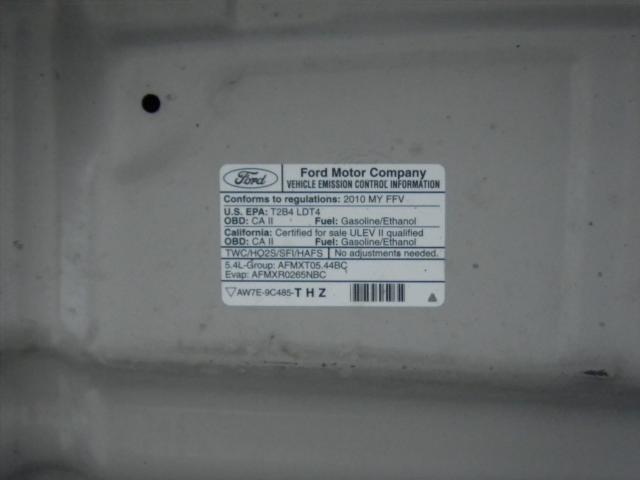 Ford
Ford Motor Company
VEHICLE EMISSION CONTROL INFORMATION
Conforms to regulations: 2010 MY FFV
U.S. EPA: T2B4 LDT4
OBD: CA II Fuel: Gasoline/Ethanol
California: Certified for sale ULEV II qualified
OBD: CA II Fuel: Gasoline/Ethanol
TWC/HO2S/SFI/HAFS No adjustments needed.
5.4L-Group: AFMXT05.44BC
Evap: AFMXR0265NBC
AW7E-9C485-THZ